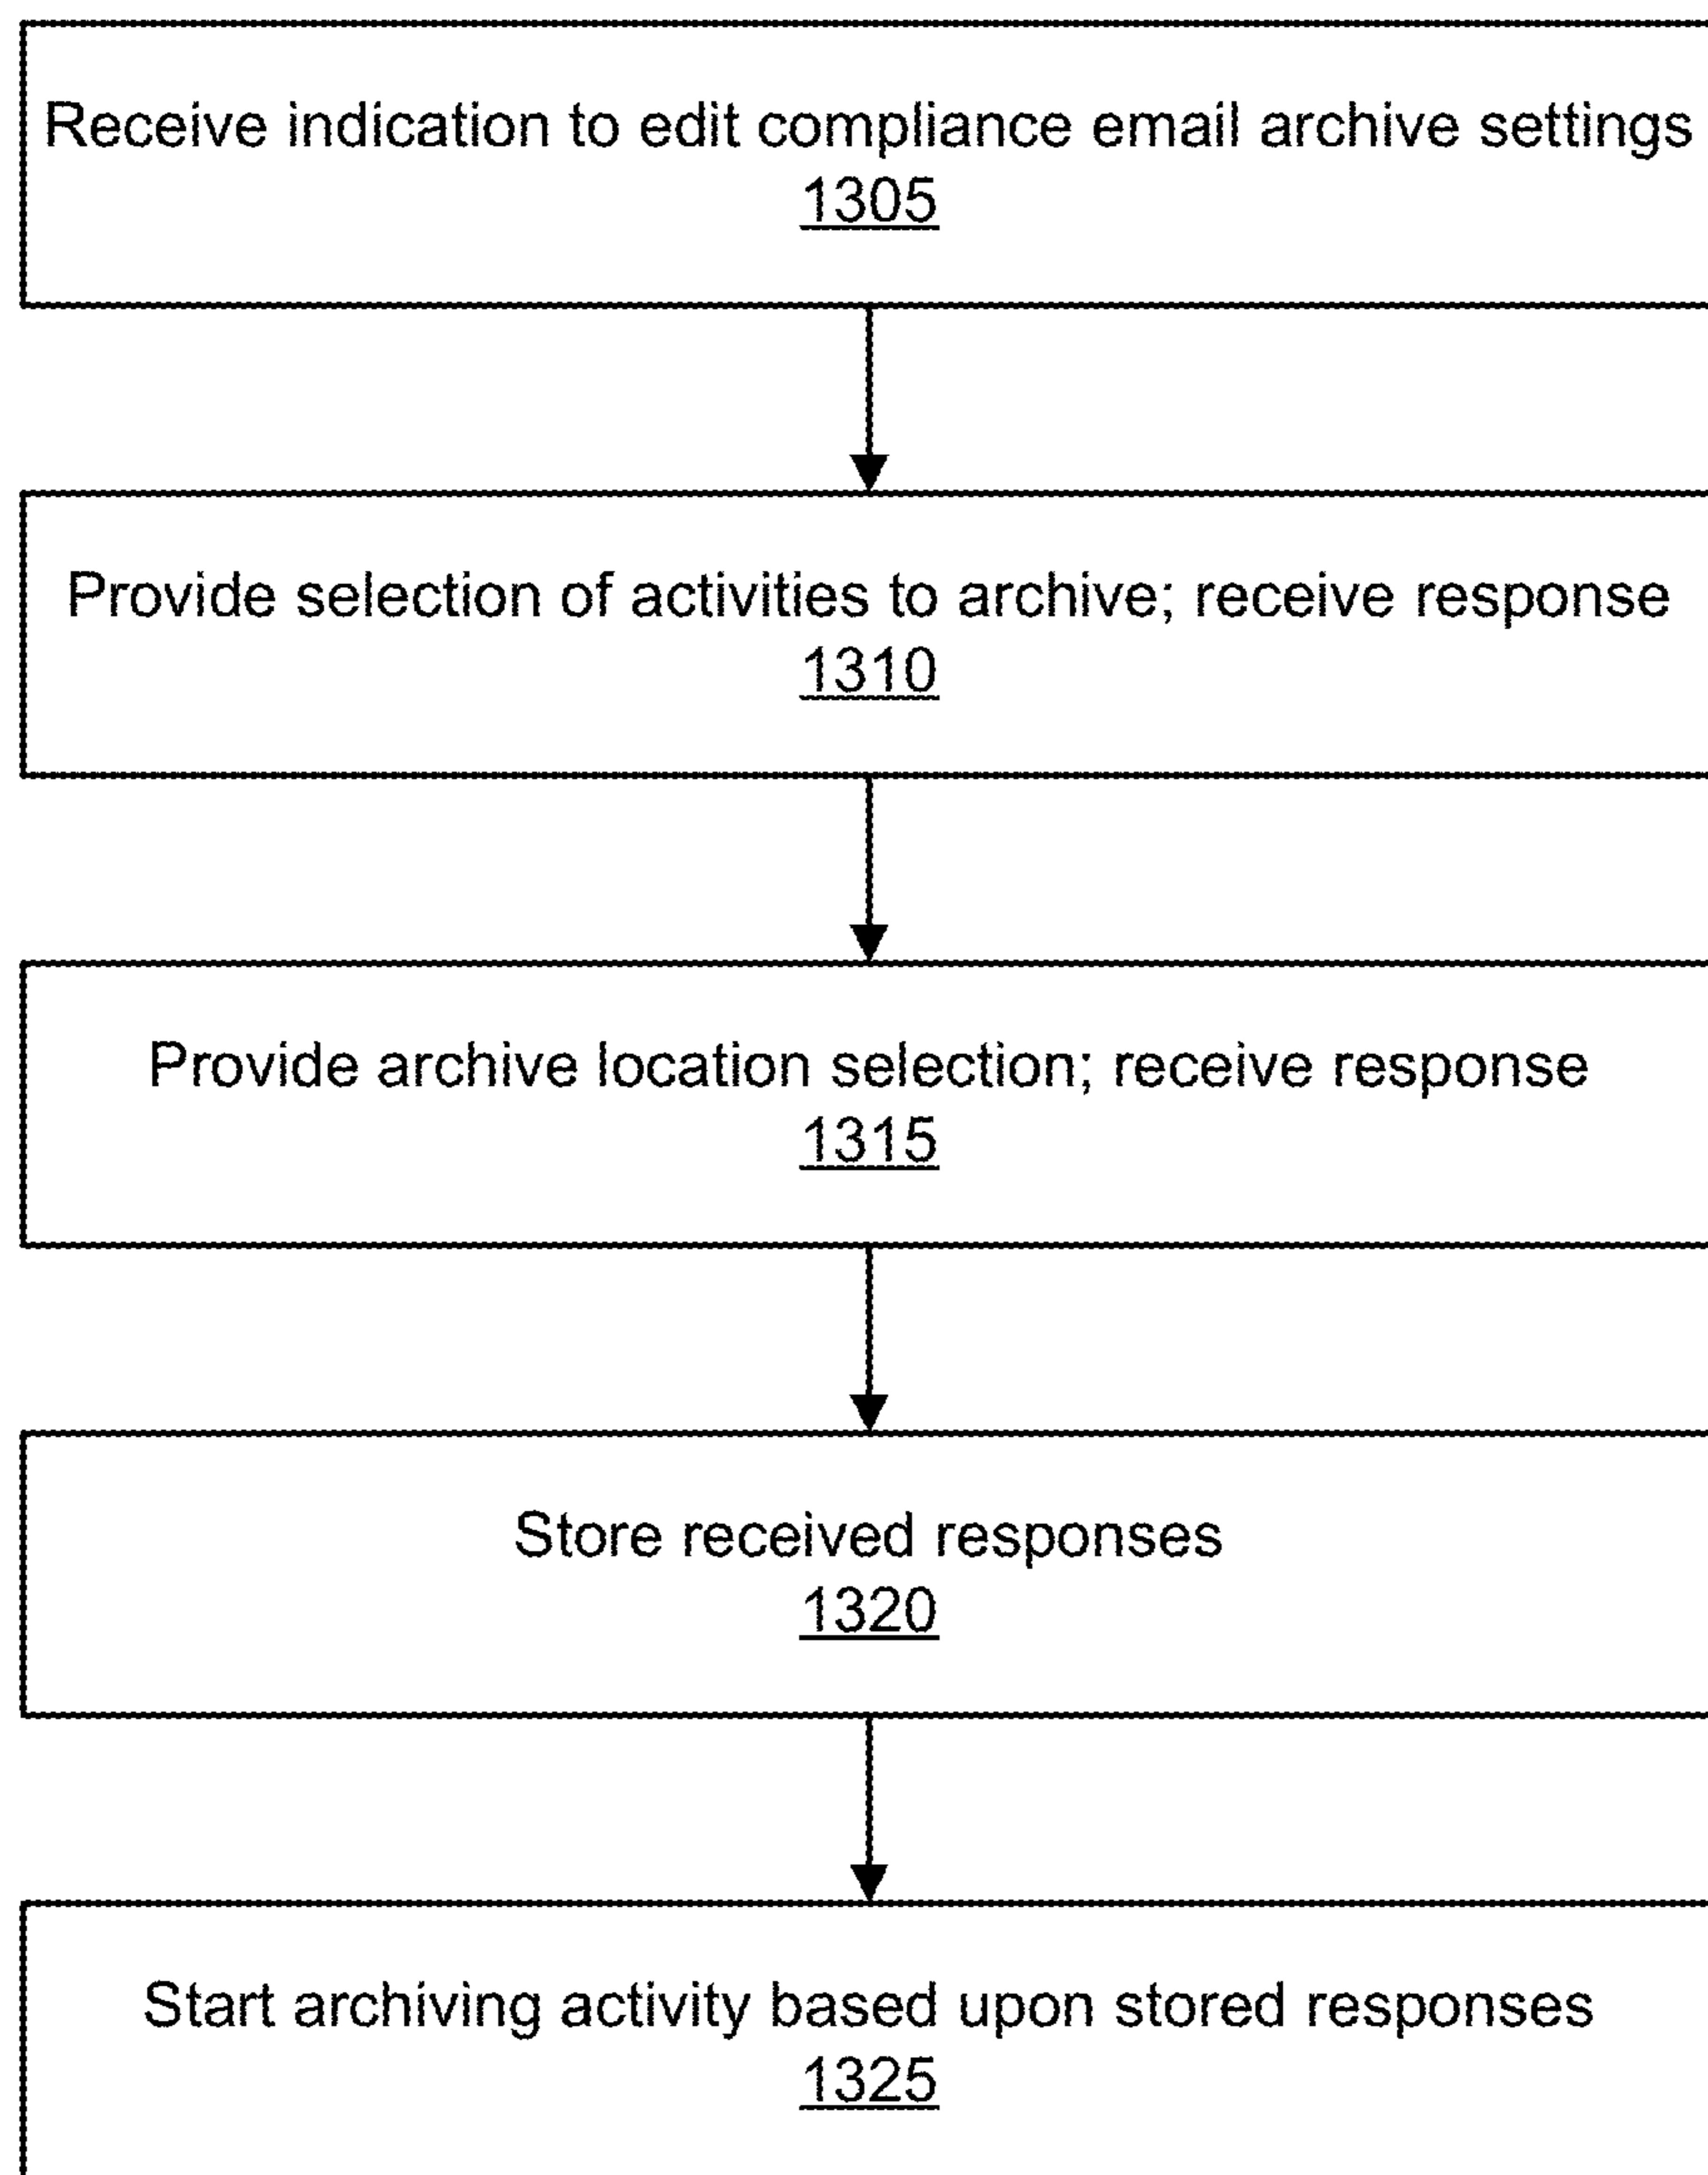 Receive indication to edit compliance email archive settings
1305
Provide selection of activities to archive; receive response
1310
Provide archive location selection; receive response
1315
Store received responses
1320
Start archiving activity based upon stored responses
1325